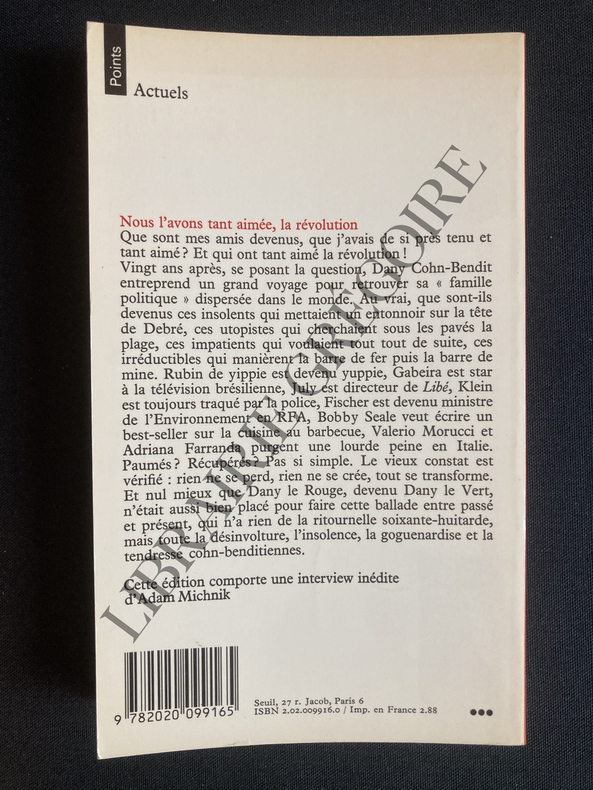 Points
Actuels
Nous l'avons tant aimée, la révolution
Que sont mes amis devenus, que j'avais de si près tenu et
tant aimé ? Et qui ont tant aimé la révolution !
Vingt ans après, se posant la question, Dany Cohn-Bendit
entreprend un grand voyage pour retrouver sa « famille
politique » dispersée dans le monde. Au vrai, que sont-ils
devenus ces insolents qui mettaient un entonnoir sur la tête
de Debré, ces utopistes qui cherchaient sous les pavés la
plage, ces impatients qui voulaient tout tout de suite, ces
irréductibles qui manièrent la barre de fer puis la barre de
mine. Rubin de yippie est devenu yuppie, Gabeira est star
à la télévision brésilienne, July est directeur de Libé, Klein
est toujours traqué par la police, Fischer est devenu ministre
de l'Environnement en RFA, Bobby Seale veut écrire un
best-seller sur la cuisine au barbecue, Valerio Morucci et
Adriana Farranda purgent une lourde peine en Italie.
Paumés ? Récupérés ? Pas si simple. Le vieux constat est
vérifié : rien ne se perd, rien ne se crée, tout se transforme.
Et nul mieux que Dany le Rouge, devenu Dany le Vert,
n'était aussi bien placé pour faire cette ballade entre passé
et présent, qui n'a rien de la ritournelle soixante-huitarde,
mais toute la désinvolture, l'insolence, la goguenardise et la
tendresse cohn-benditiennes.
Cette édition comporte une interview inédite
d'Adam Michnik
9 782020 099165
Seuil, 27 r. Jacob, Paris 6
ISBN 2.02.009916.0 / Imp. en France 2.88
LIBRAIRIE GRÉGOIRE